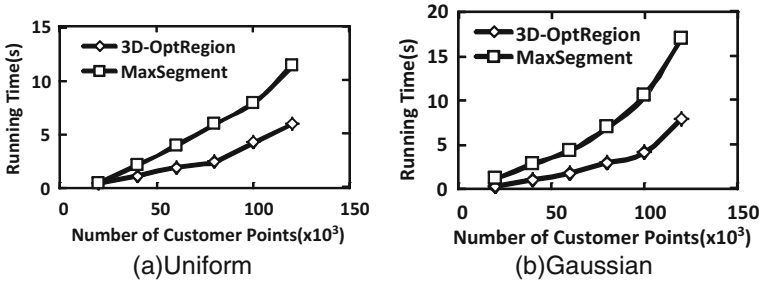 15
10
5
0
Running Time(s)
3D-OptRegion
MaxSegment
0 50 100 150
Number of Customer Points(x10³)
(a)Uniform
20
15
10
5
0
Running Time(s)
3D-OptRegion
MaxSegment
0 50 100 150
Number of Customer Points(x10³)
(b)Gaussian